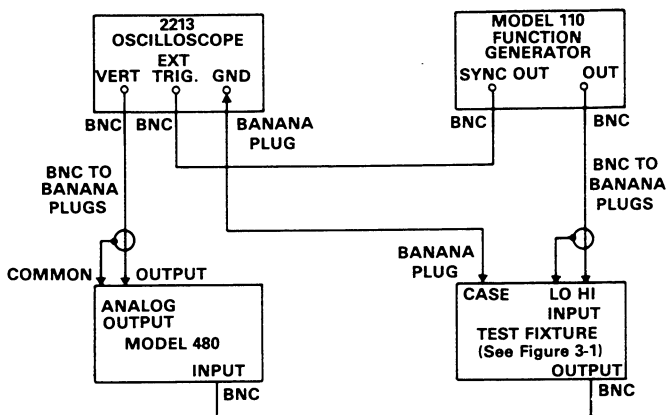 2213
OSCILLOSCOPE
EXT
VERT TRIG. GND
MODEL 110
FUNCTION
GENERATOR
SYNC OUT OUT
BNC BNC
BANANA
PLUG
BNC BNC
BNC TO
BANANA
PLUGS
BNC TO
BANANA
PLUGS
COMMON OUTPUT
BANANA
PLUG
ANALOG
OUTPUT
MODEL 480
INPUT
BNC
CASE LO HI
INPUT
TEST FIXTURE
(See Figure 3-1)
OUTPUT
BNC